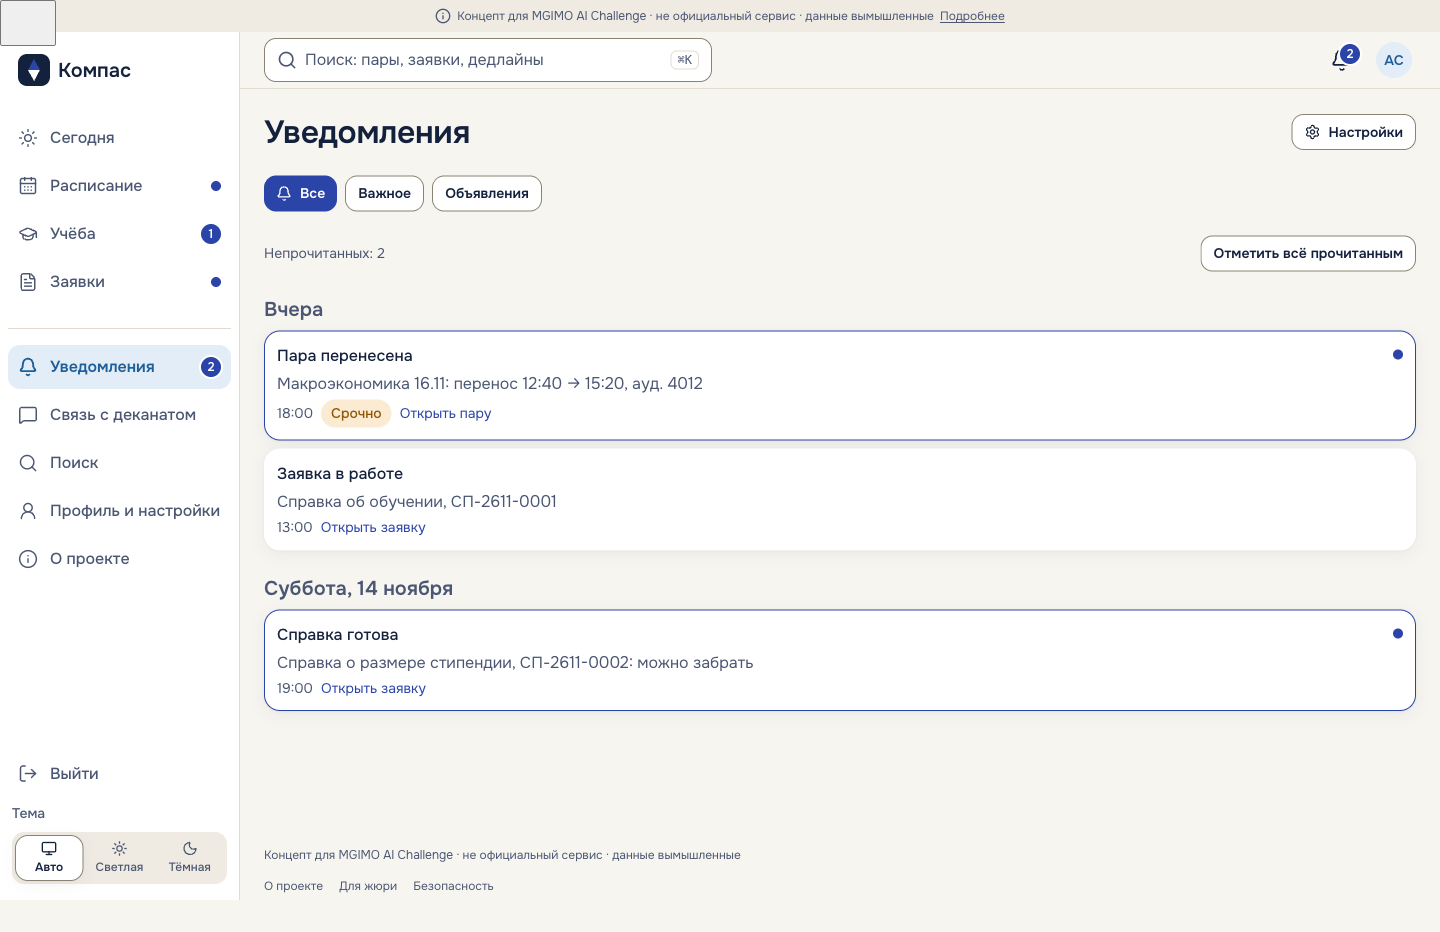 Концепт для MGIMO AI Challenge · не официальный сервис · данные вымышленные Подробнее
Компас
Поиск: пары, заявки, дедлайны
⌘K
2
АС
Сегодня
Расписание
Учёба
1
Заявки
Уведомления
2
Связь с деканатом
Поиск
Профиль и настройки
О проекте
Выйти
Тема
Авто
Светлая
Тёмная
Уведомления
Настройки
Все
Важное
Объявления
Непрочитанных: 2
Отметить всё прочитанным
Вчера
Пара перенесена
Макроэкономика 16.11: перенос 12:40 → 15:20, ауд. 4012
18:00 Срочно Открыть пару
Заявка в работе
Справка об обучении, СП-2611-0001
13:00 Открыть заявку
Суббота, 14 ноября
Справка готова
Справка о размере стипендии, СП-2611-0002: можно забрать
19:00 Открыть заявку
Концепт для MGIMO AI Challenge · не официальный сервис · данные вымышленные
О проекте Для жюри Безопасность